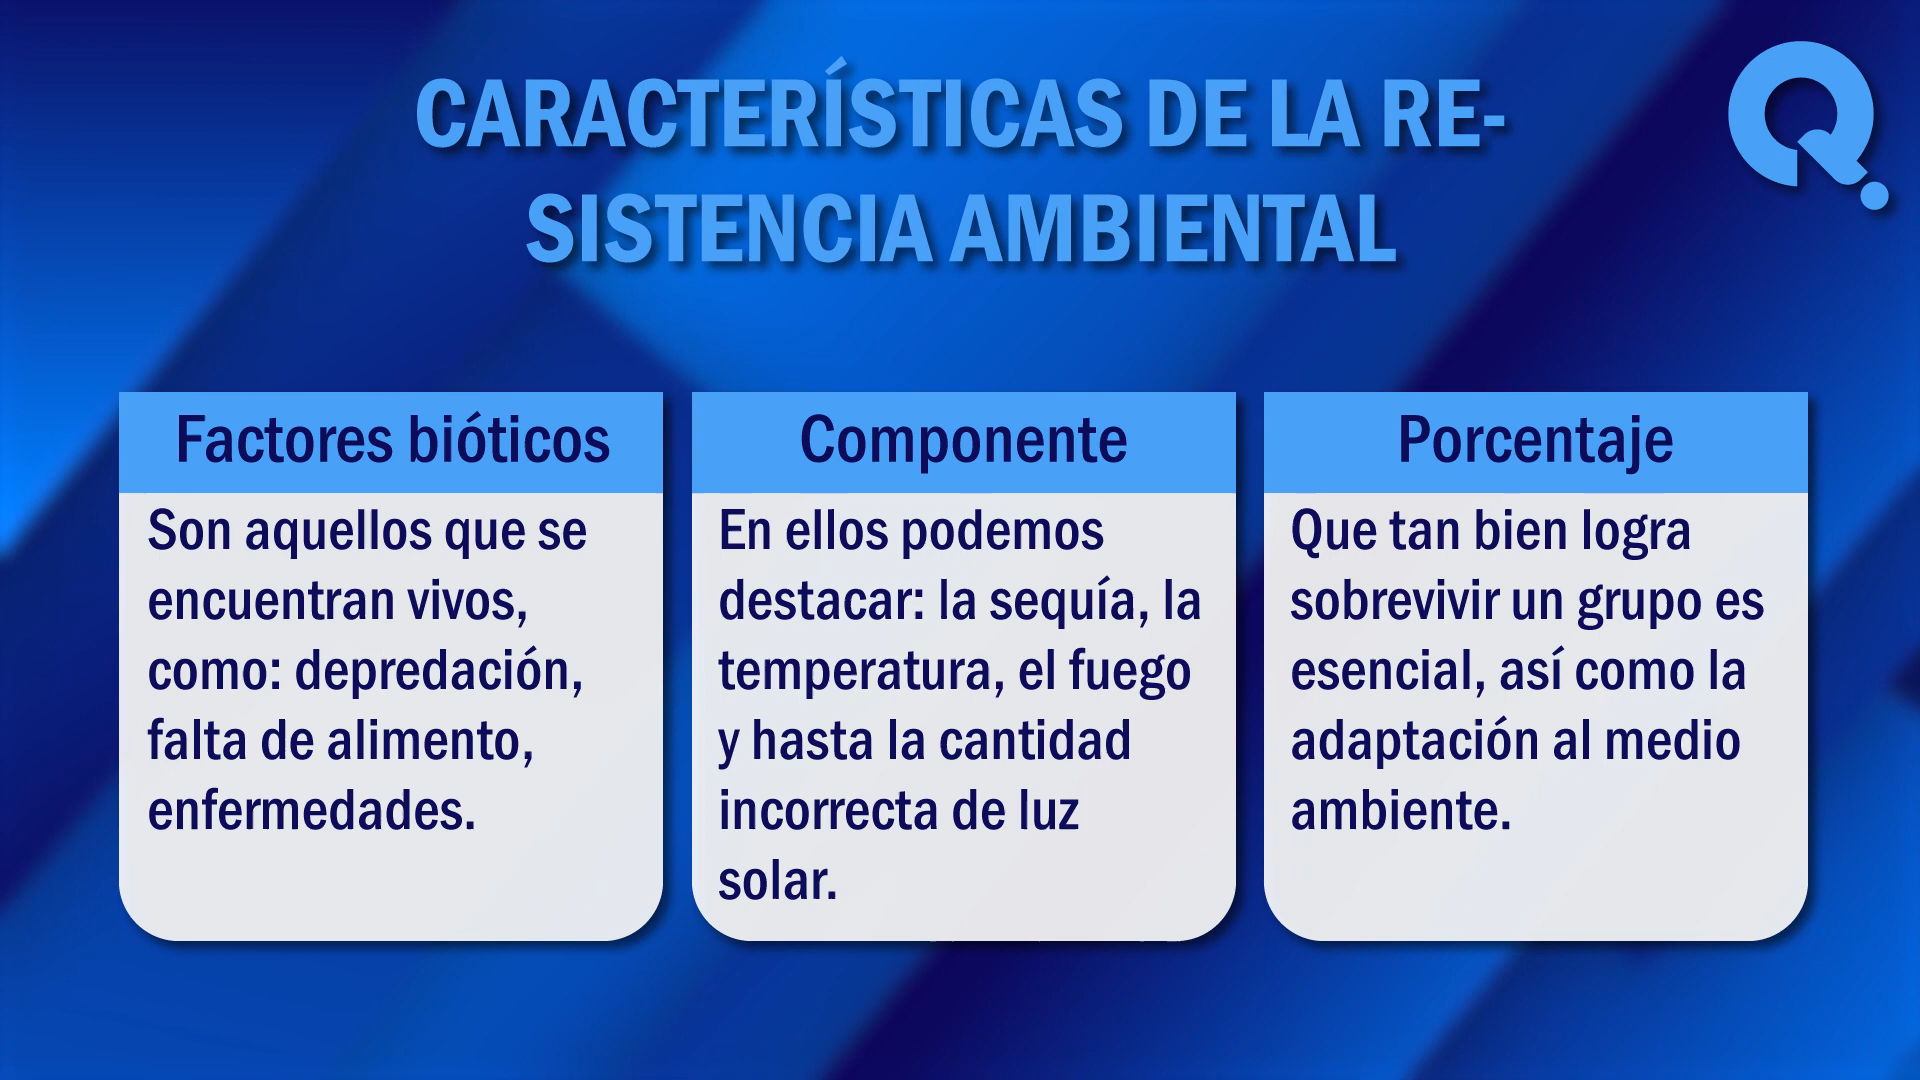 CARACTERÍSTICAS DE LA RE-
SISTENCIA AMBIENTAL
Factores bióticos
Son aquellos que se
encuentran vivos,
como: depredación,
falta de alimento,
enfermedades.
Componente
En ellos podemos
destacar: la sequía, la
temperatura, el fuego
y hasta la cantidad
incorrecta de luz
solar.
Porcentaje
Que tan bien logra
sobrevivir un grupo es
esencial, así como la
adaptación al medio
ambiente.